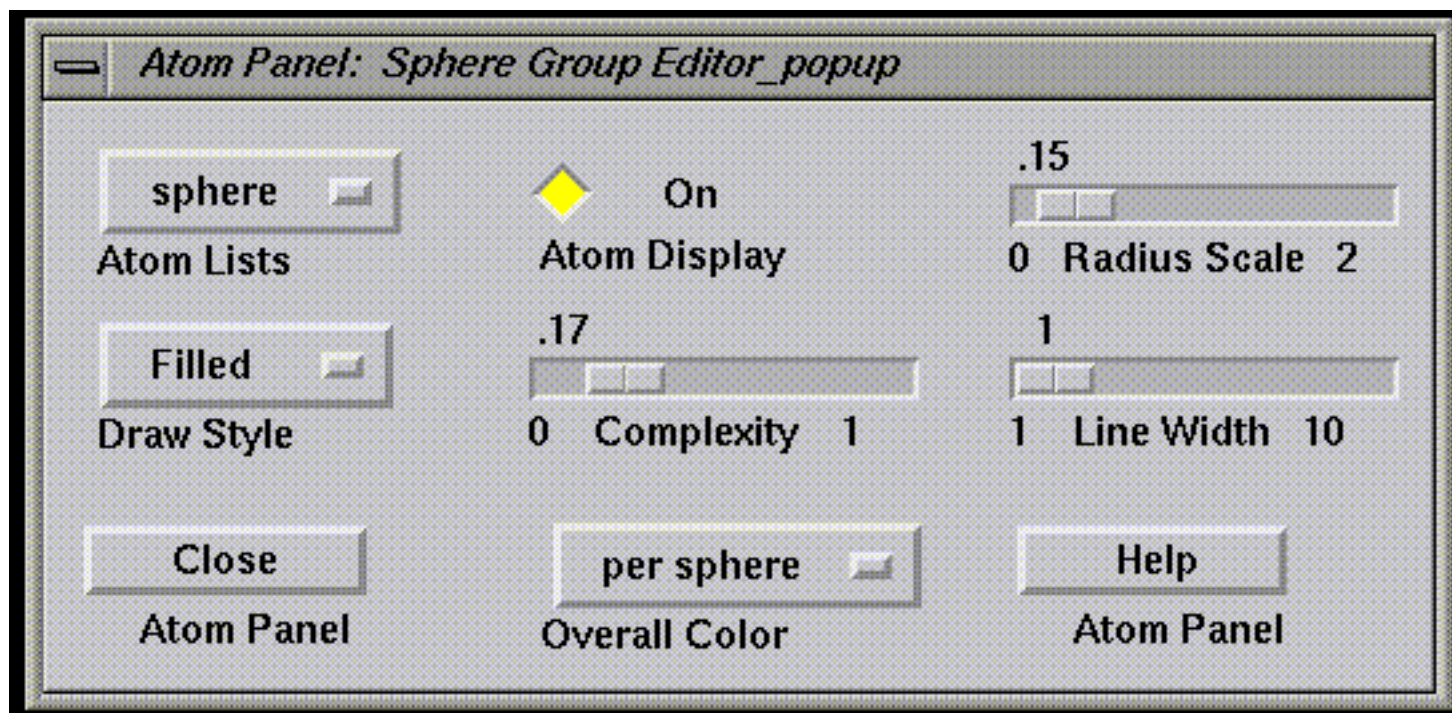 Atom Panel: Sphere Group Editor_popup
sphere
Atom Lists
On
Atom Display
.15
0 Radius Scale 2
Filled
Draw Style
.17
0 Complexity 1
1
1 Line Width 10
Close
Atom Panel
per sphere
Overall Color
Help
Atom Panel